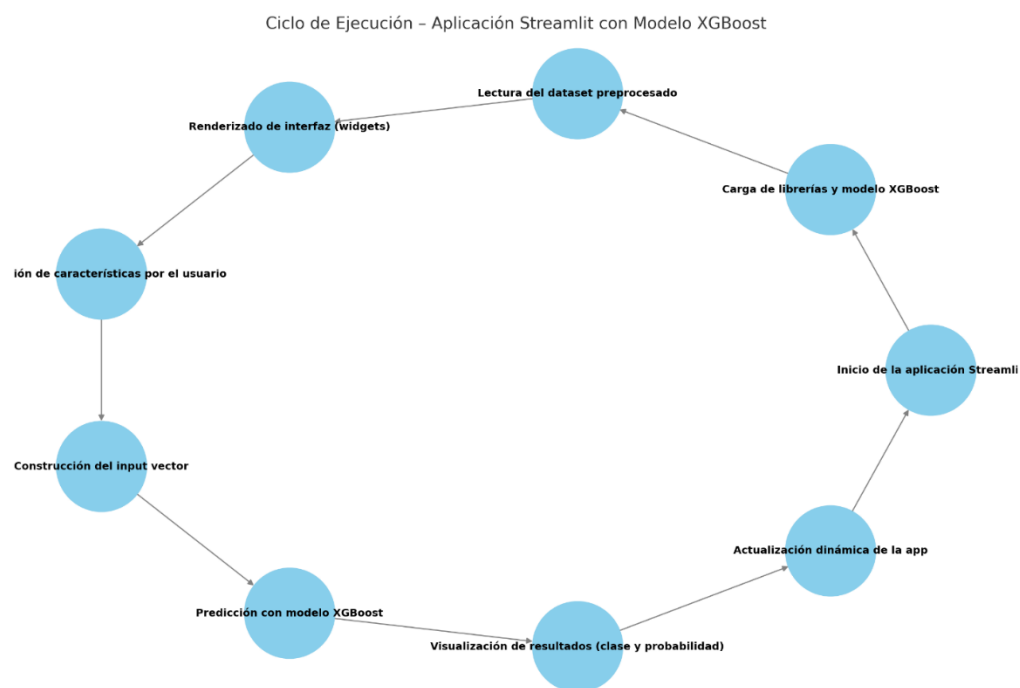 Ciclo de Ejecución – Aplicación Streamlit con Modelo XGBoost
Lectura del dataset preprocesado
Renderizado de interfaz (widgets)
Carga de librerías y modelo XGBoost
ión de características por el usuario
Inicio de la aplicación Streamli
Construcción del input vector
Actualización dinámica de la app
Predicción con modelo XGBoost
Visualización de resultados (clase y probabilidad)